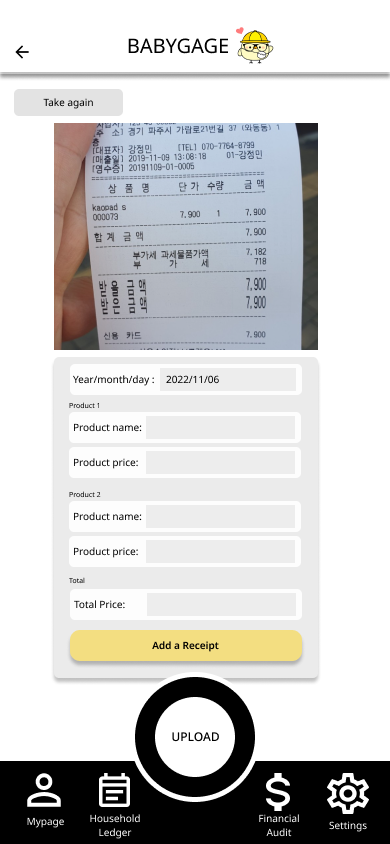 BABYGAGE
Take again
소] 경기 파주시 가람로21번길 37 (와동동) 1
층
[대표자] 강정민 [TEL] 070-7764-8799
[매출일] 2019-11-09 13:08:18 01-강정민
[영수증] 20191109-01-0005
상 품 명 단가 수량 금 액
kaopad s
000073 7,900 1 7,900
합 계 금 액 7,900
부가세 과세물품가액 7,182
부 가 세 718
받을금액 7,900
받은금액 7,900
신용 카드 7,900
Year/month/day : 2022/11/06
Product 1
Product name:
Product price:
Product 2
Product name:
Product price:
Total
Total Price:
Add a Receipt
UPLOAD
Mypage
Household
Ledger
Financial
Audit
Settings